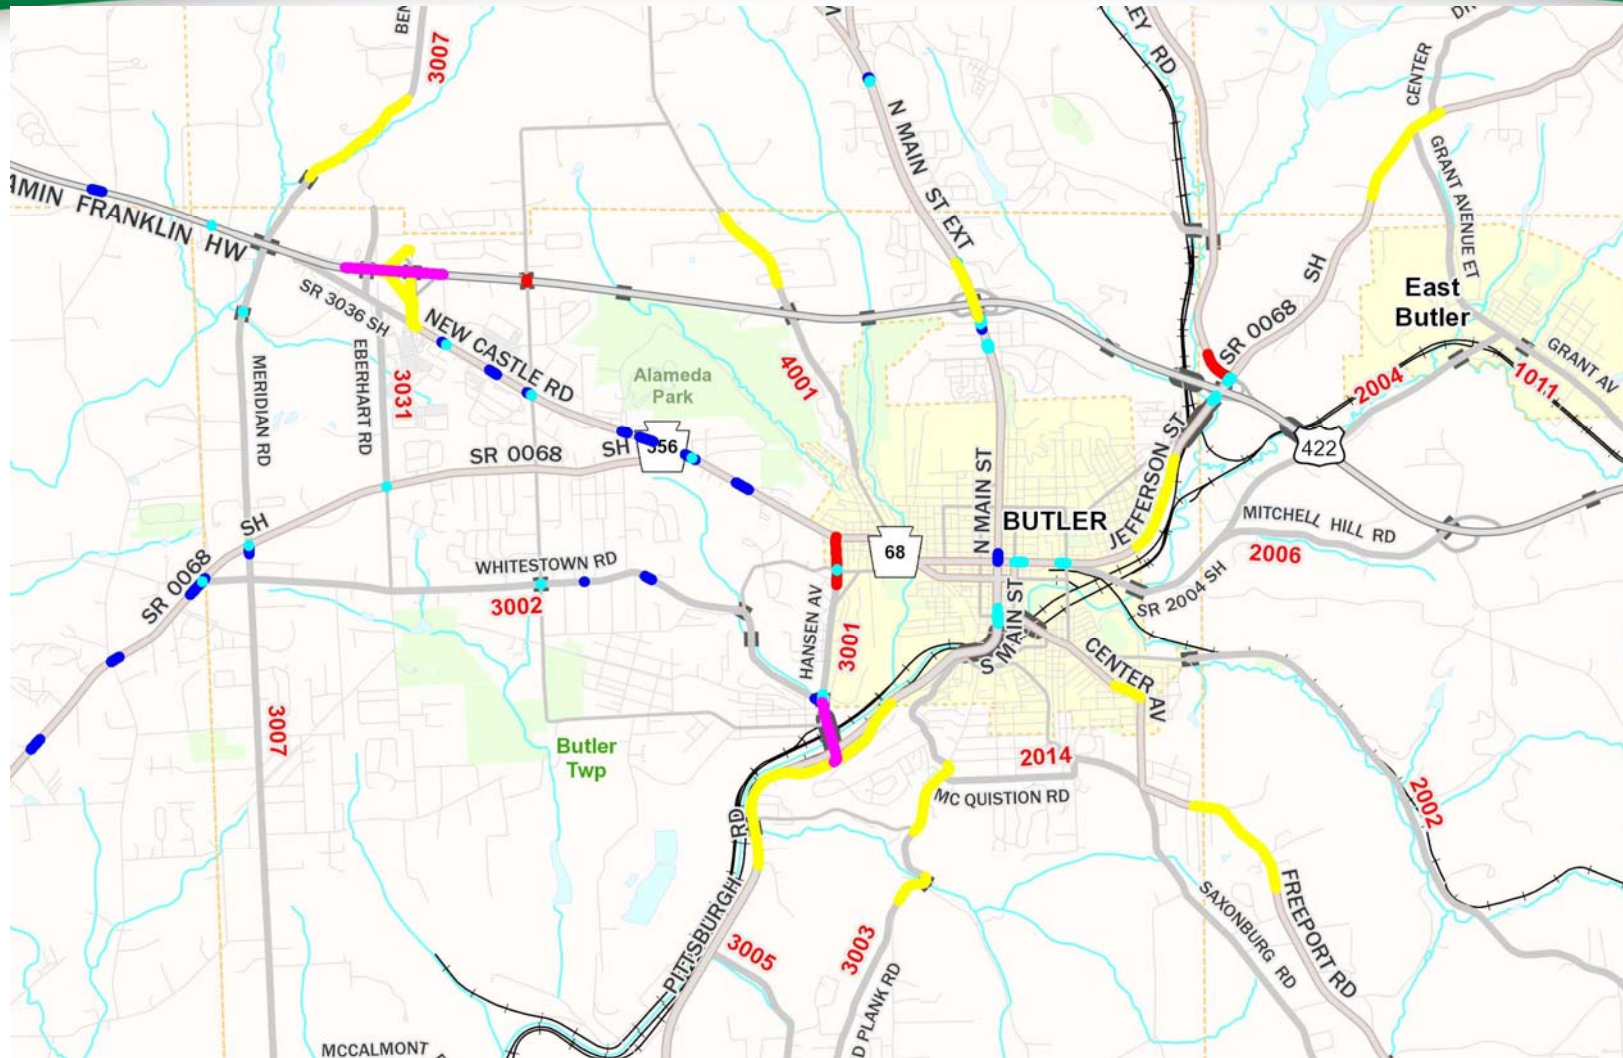 3007
EY RD
CENTER
N MAIN ST EXT
GRANT AVENUE ET
AMIN FRANKLIN HW
SR 3036 SH
NEW CASTLE RD
SH
SR 0068
East
Butler
GRANT AV
MERIDIAN RD
EBERHART RD
3031
Alameda
Park
4001
2004
1011
422
SH
356
SR 0068
SH
N MAIN ST
BUTLER
JEFFERSON ST
MITCHELL HILL RD
2006
68
SR 0068
WHITESTOWN RD
3002
SR 2004 SH
HANSEN AV
3001
S MAIN ST
CENTER AV
3007
Butler
Twp
2014
MC QUISTION RD
2002
PITTSBURGH RD
3005
3003
D PLANK RD
SAXONBURG RD
FREEPORT RD
MCCALMONT